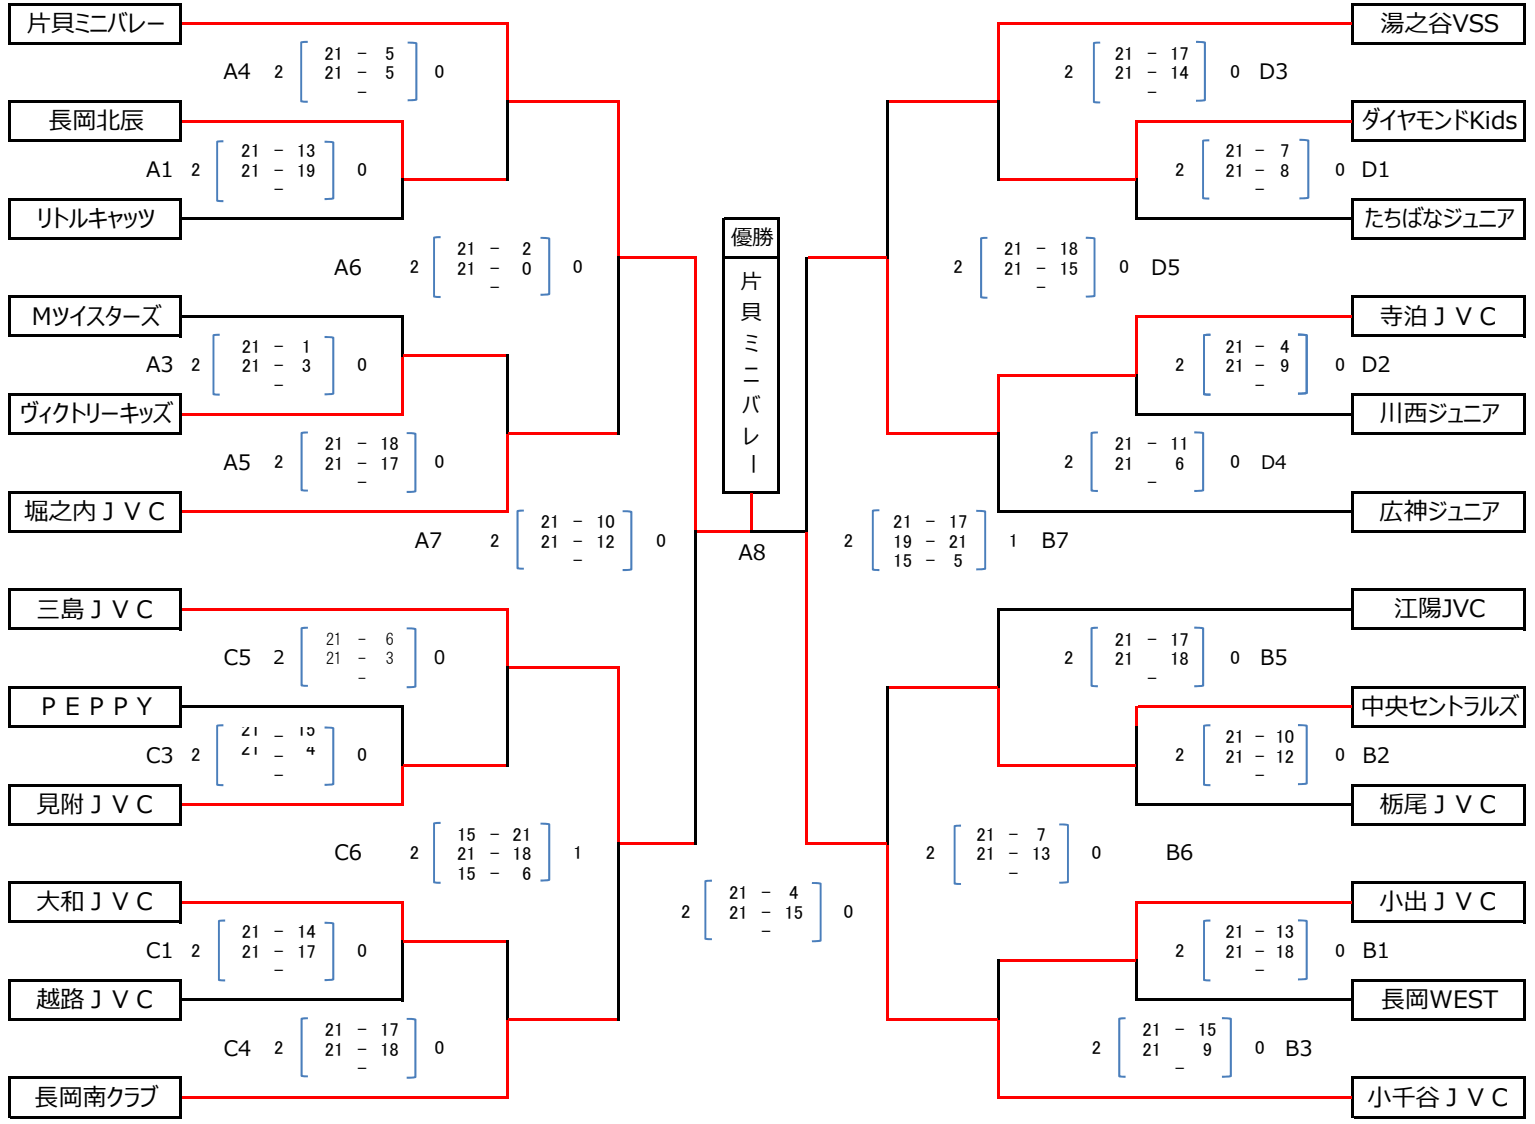 片貝ミニバレー
A4 2 21 - 5 0
21 - 5
-
長岡北辰
A1 2 21 - 13 0
21 - 19
-
リトルキャッツ
A6 2 21 - 2 0
21 - 0
-
Mツイスターズ
A3 2 21 - 1 0
21 - 3
-
ヴィクトリーキッズ
A5 2 21 - 18 0
21 - 17
-
堀之内ＪＶＣ
A7 2 21 - 10 0
21 - 12
-
三島ＪＶＣ
C5 2 21 - 6 0
21 - 3
-
ＰＥＰＰＹ
C3 2 21 - 15 0
21 - 4
-
見附ＪＶＣ
C6 2 15 - 21 1
21 - 18
15 - 6
大和ＪＶＣ
C1 2 21 - 14 0
21 - 17
-
越路ＪＶＣ
C4 2 21 - 17 0
21 - 18
-
長岡南クラブ
優勝
片貝ミニバレー
A8
2 21 - 4 0
21 - 15
-
湯之谷VSS
2 21 - 17 0 D3
21 - 14
-
ダイヤモンドKids
2 21 - 7 0 D1
21 - 8
-
たちばなジュニア
2 21 - 18 0 D5
21 - 15
-
寺泊ＪＶＣ
2 21 - 4 0 D2
21 - 9
-
川西ジュニア
2 21 - 11 0 D4
21 6
-
広神ジュニア
2 21 - 17 1 B7
19 - 21
15 - 5
江陽JVC
2 21 - 17 0 B5
21 18
-
中央セントラルズ
2 21 - 10 0 B2
21 - 12
-
栃尾ＪＶＣ
2 21 - 7 0 B6
21 - 13
-
小出ＪＶＣ
2 21 - 13 0 B1
21 - 18
-
長岡WEST
2 21 - 15 0 B3
21 9
-
小千谷ＪＶＣ